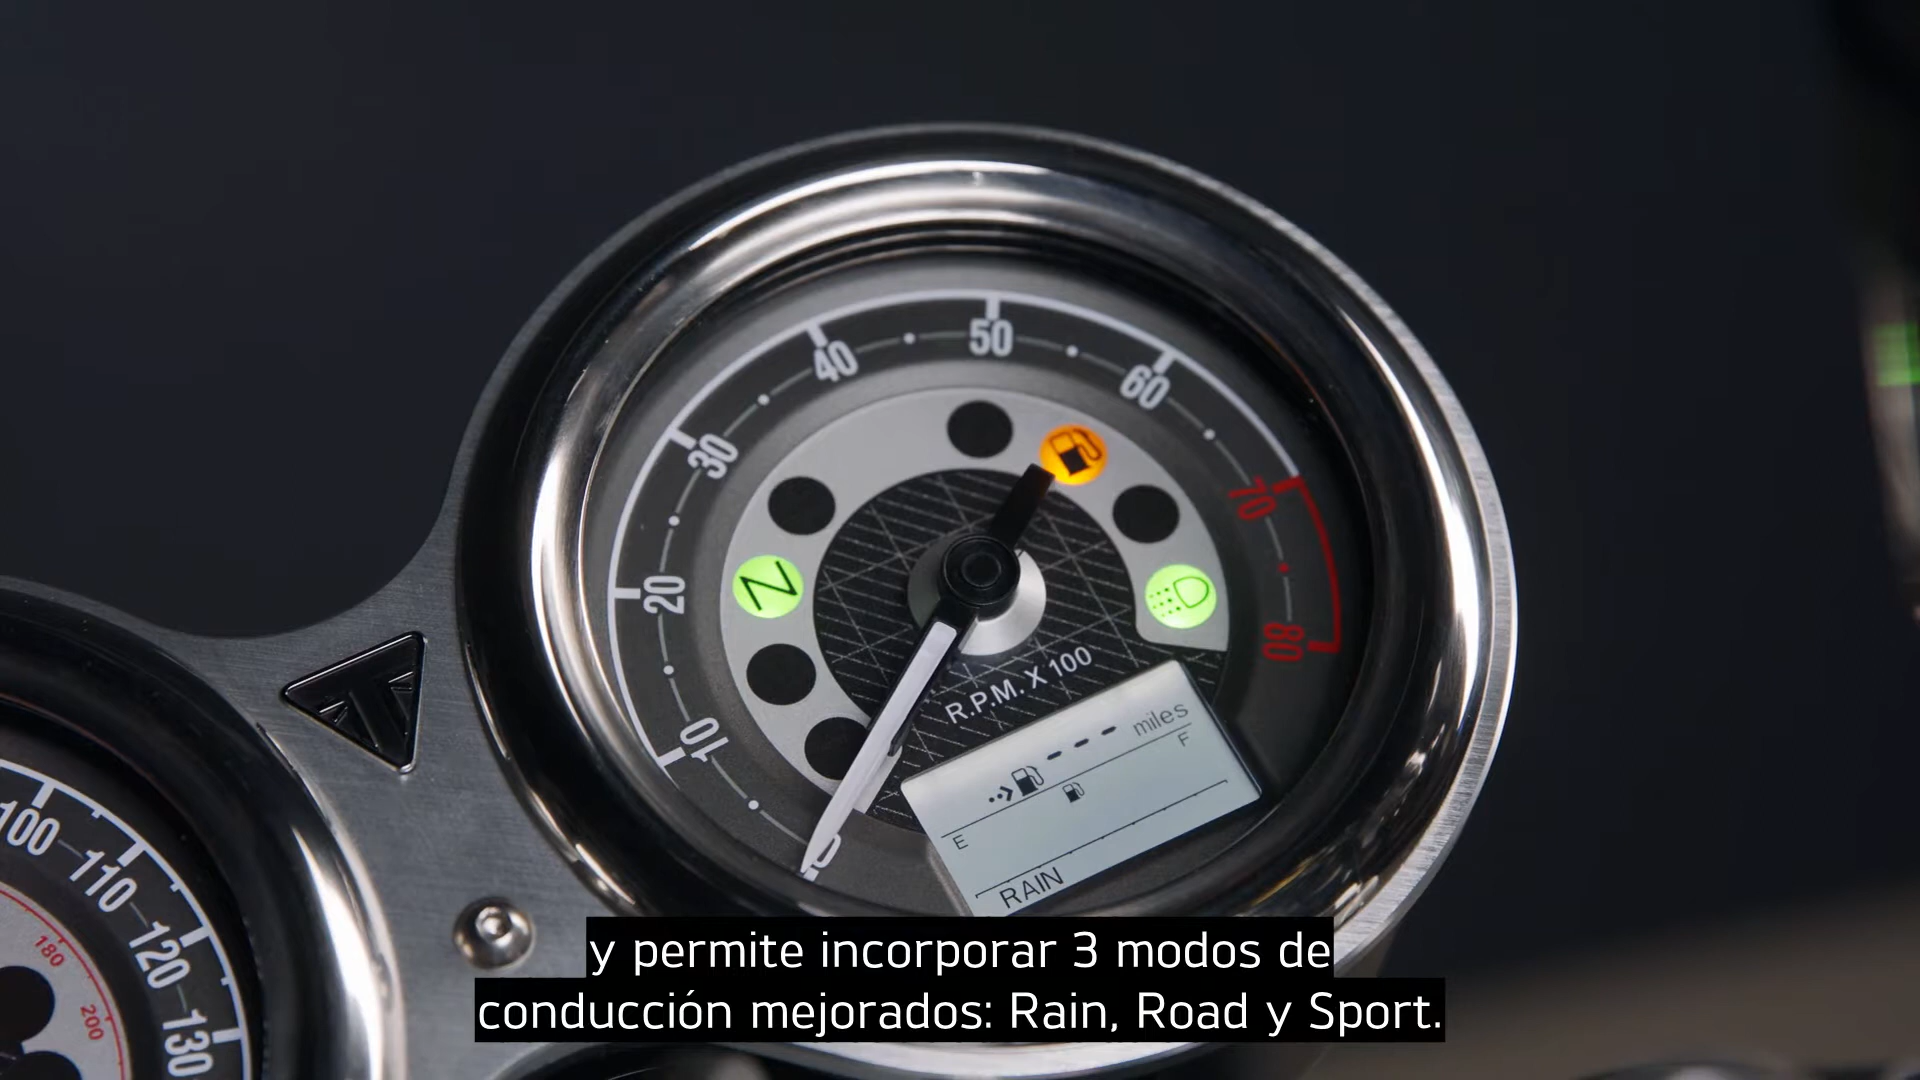 10
20
30
40
50
60
70
80
0
N
R.P.M. X 100
---- miles
E F
RAIN
100
110
120
130
180
200
y permite incorporar 3 modos de
conducción mejorados: Rain, Road y Sport.